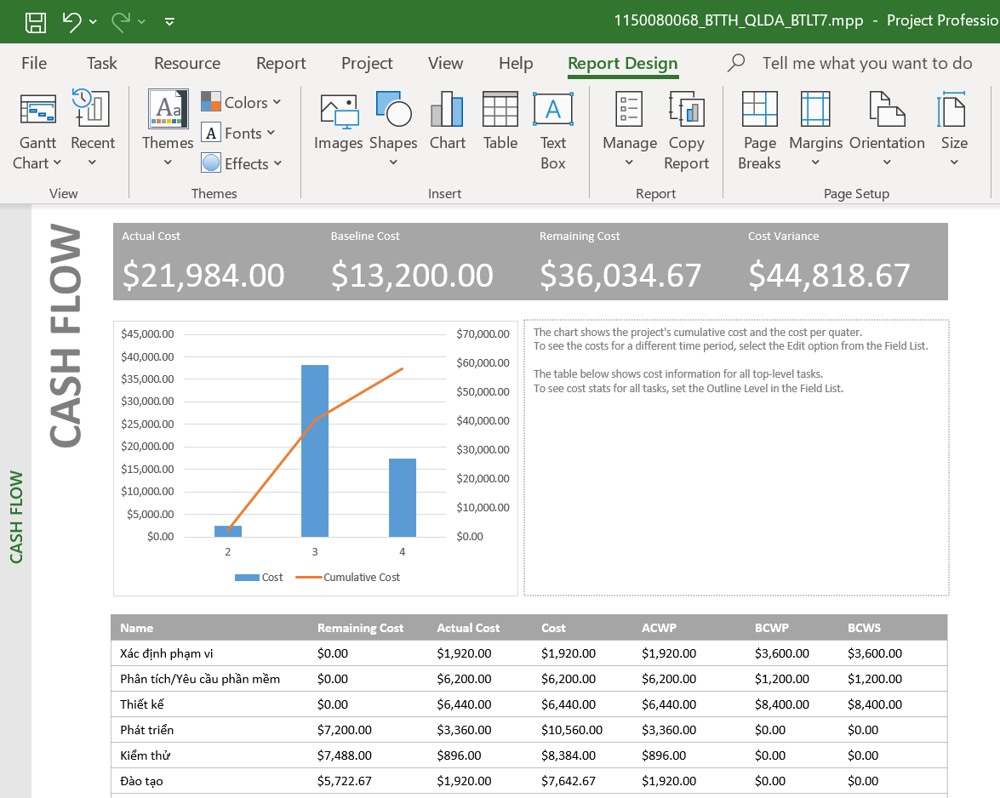 1150080068_BTTH_QLDA_BTLT7.mpp - Project Professio
File Task Resource Report Project View Help Report Design Tell me what you want to do
Gantt Chart Recent Themes Colors Fonts Effects Images Shapes Chart Table Text Box Manage Copy Report Page Breaks Margins Orientation Size
View Themes Insert Report Page Setup
CASH FLOW
CASH FLOW
Actual Cost Baseline Cost Remaining Cost Cost Variance
$21,984.00 $13,200.00 $36,034.67 $44,818.67
$45,000.00 $70,000.00
$40,000.00 $60,000.00
$35,000.00 $50,000.00
$30,000.00 $40,000.00
$25,000.00 $30,000.00
$20,000.00 $20,000.00
$15,000.00 $10,000.00
$10,000.00 $0.00
$5,000.00
$0.00
2 3 4
Cost Cumulative Cost
The chart shows the project's cumulative cost and the cost per quater.
To see the costs for a different time period, select the Edit option from the Field List.
The table below shows cost information for all top-level tasks.
To see cost stats for all tasks, set the Outline Level in the Field List.
Name Remaining Cost Actual Cost Cost ACWP BCWP BCWS
Xác định phạm vi $0.00 $1,920.00 $1,920.00 $1,920.00 $3,600.00 $3,600.00
Phân tích/Yêu cầu phần mềm $0.00 $6,200.00 $6,200.00 $6,200.00 $1,200.00 $1,200.00
Thiết kế $0.00 $6,440.00 $6,440.00 $6,440.00 $8,400.00 $8,400.00
Phát triển $7,200.00 $3,360.00 $10,560.00 $3,360.00 $0.00 $0.00
Kiểm thử $7,488.00 $896.00 $8,384.00 $896.00 $0.00 $0.00
Đào tạo $5,722.67 $1,920.00 $7,642.67 $1,920.00 $0.00 $0.00